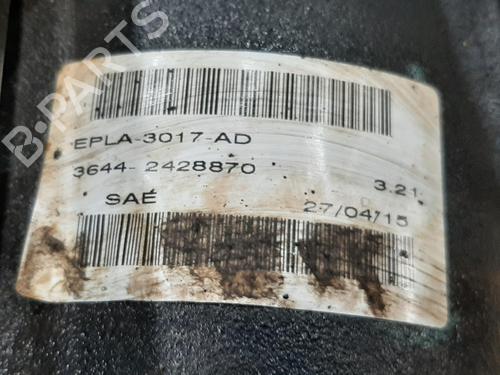 B-PARTS
EPLA-3017-AD
3644-2428870 3.21
SAÉ 27/04/15